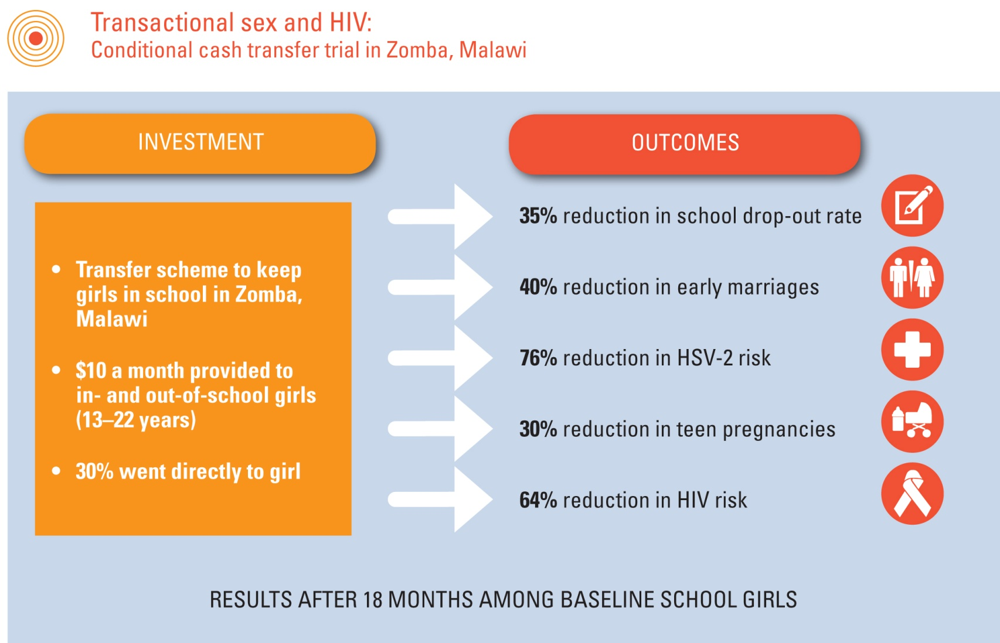 Transactional sex and HIV:
Conditional cash transfer trial in Zomba, Malawi
INVESTMENT
• Transfer scheme to keep
girls in school in Zomba,
Malawi
• $10 a month provided to
in- and out-of-school girls
(13–22 years)
• 30% went directly to girl
OUTCOMES
35% reduction in school drop-out rate
40% reduction in early marriages
76% reduction in HSV-2 risk
30% reduction in teen pregnancies
64% reduction in HIV risk
RESULTS AFTER 18 MONTHS AMONG BASELINE SCHOOL GIRLS